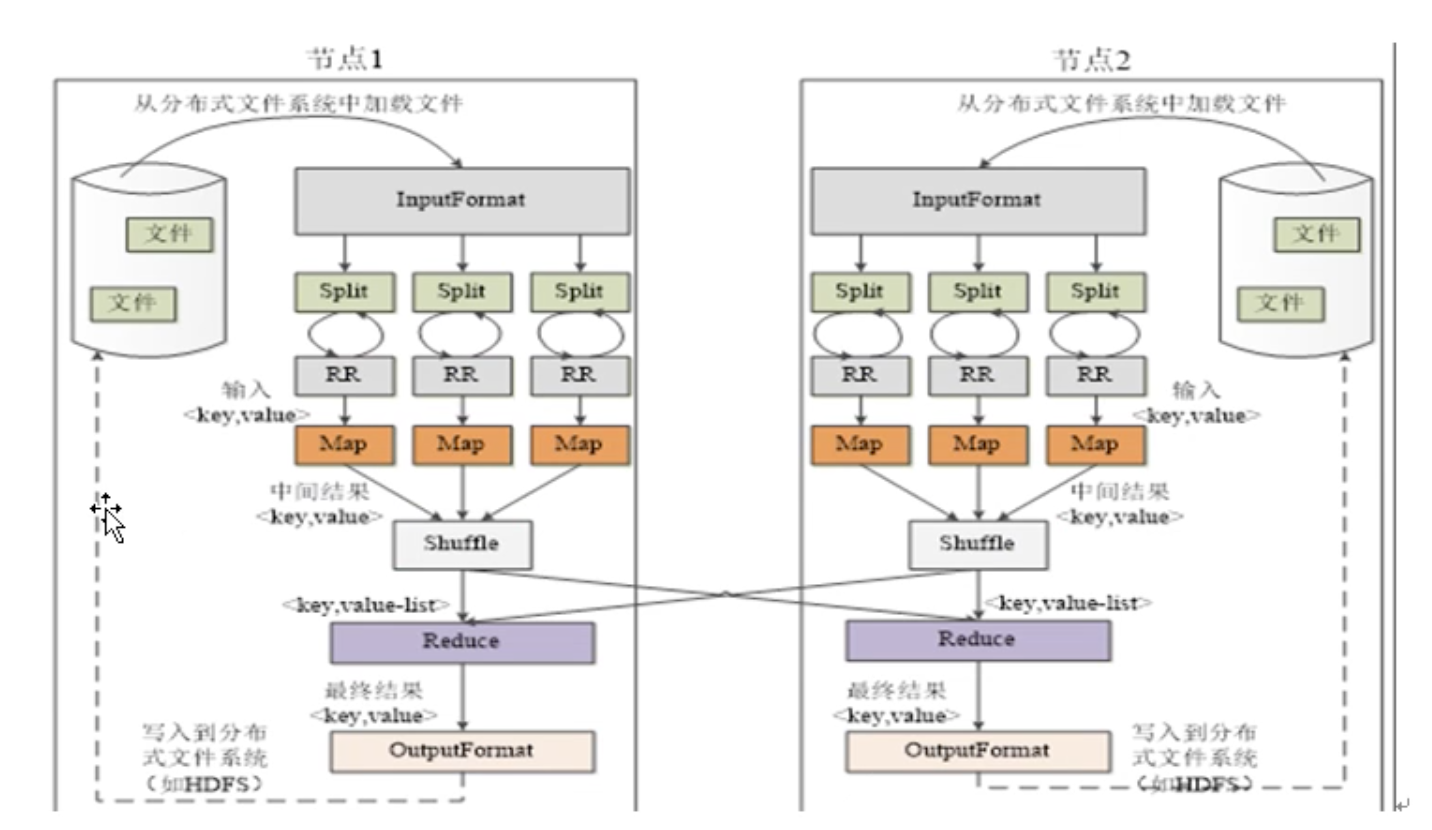 节点1
从分布式文件系统中加载文件
InputFormat
文件
文件
Split
Split
Split
RR
RR
RR
输入
<key,value>
Map
Map
Map
中间结果
<key,value>
Shuffle
<key,value-list>
Reduce
最终结果
<key,value>
OutputFormat
写入到分布
式文件系统
（如HDFS）
节点2
从分布式文件系统中加载文件
InputFormat
文件
文件
Split
Split
Split
RR
RR
RR
输入
<key,value>
Map
Map
Map
中间结果
<key,value>
Shuffle
<key,value-list>
Reduce
最终结果
<key,value>
OutputFormat
写入到分布
式文件系统
（如HDFS）